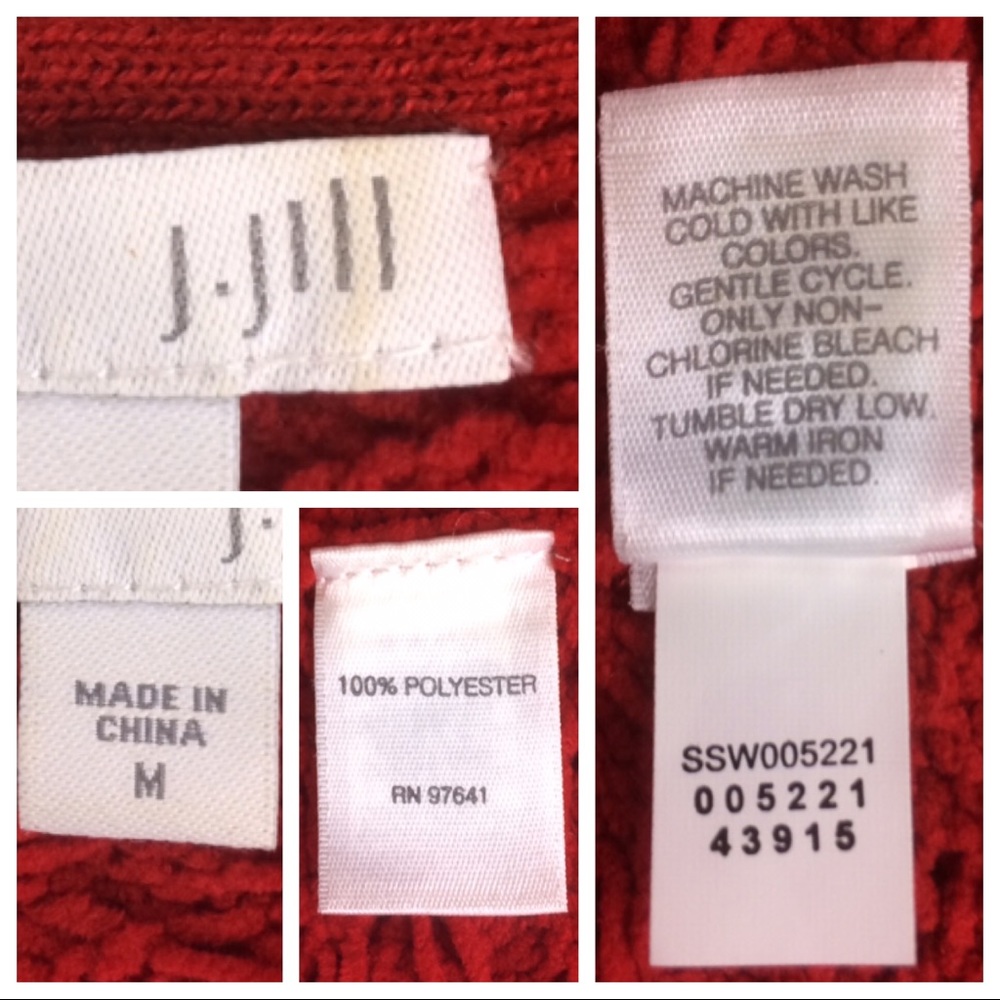 J.Jill
MACHINE WASH
COLD WITH LIKE
COLORS.
GENTLE CYCLE.
ONLY NON-
CHLORINE BLEACH
IF NEEDED.
TUMBLE DRY LOW.
WARM IRON
IF NEEDED.
J.
MADE IN
CHINA
M
100% POLYESTER
RN 97641
SSW005221
005221
43915